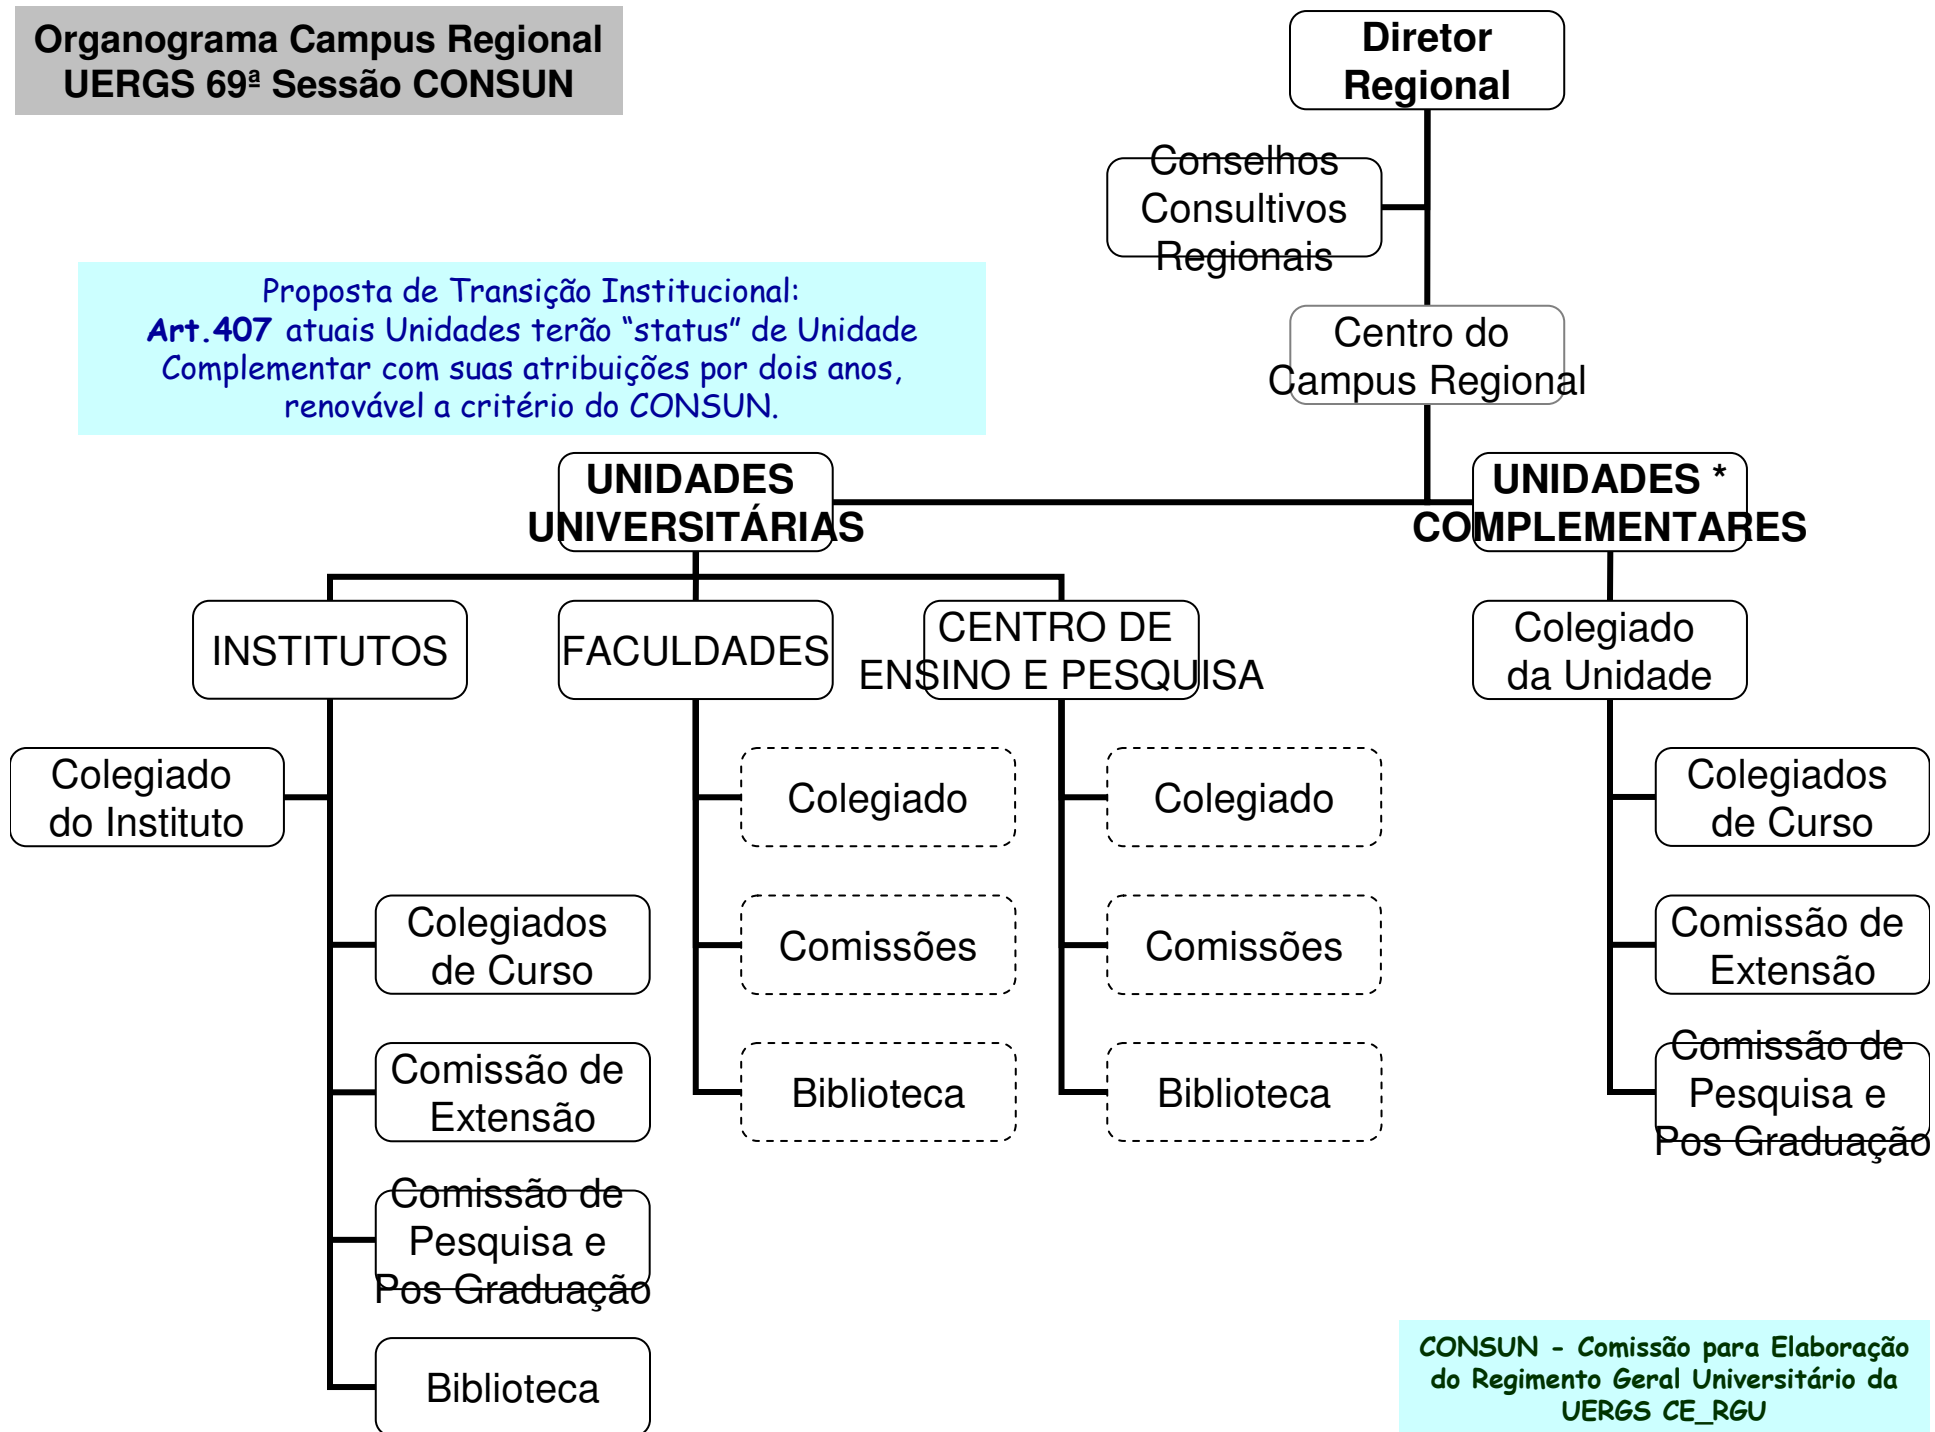 Organograma Campus Regional
UERGS 69ª Sessão CONSUN
Diretor
Regional
Conselhos
Consultivos
Regionais
Proposta de Transição Institucional:
Art.407 atuais Unidades terão “status” de Unidade
Complementar com suas atribuições por dois anos,
renovável a critério do CONSUN.
Centro do
Campus Regional
UNIDADES
UNIVERSITÁRIAS
UNIDADES *
COMPLEMENTARES
INSTITUTOS
FACULDADES
CENTRO DE
ENSINO E PESQUISA
Colegiado
da Unidade
Colegiado
do Instituto
Colegiados
de Curso
Comissão de
Extensão
Comissão de
Pesquisa e
Pos Graduação
Biblioteca
Colegiado
Comissões
Biblioteca
Colegiado
Comissões
Biblioteca
Colegiados
de Curso
Comissão de
Extensão
Comissão de
Pesquisa e
Pos Graduação
CONSUN - Comissão para Elaboração
do Regimento Geral Universitário da
UERGS CE_RGU